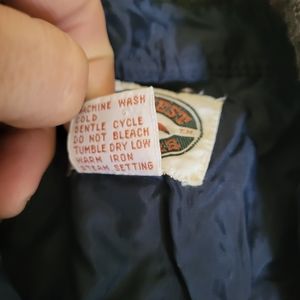 MACHINE WASH
COLD
GENTLE CYCLE
DO NOT BLEACH
TUMBLE DRY LOW
WARM IRON
STEAM SETTING
T.M.